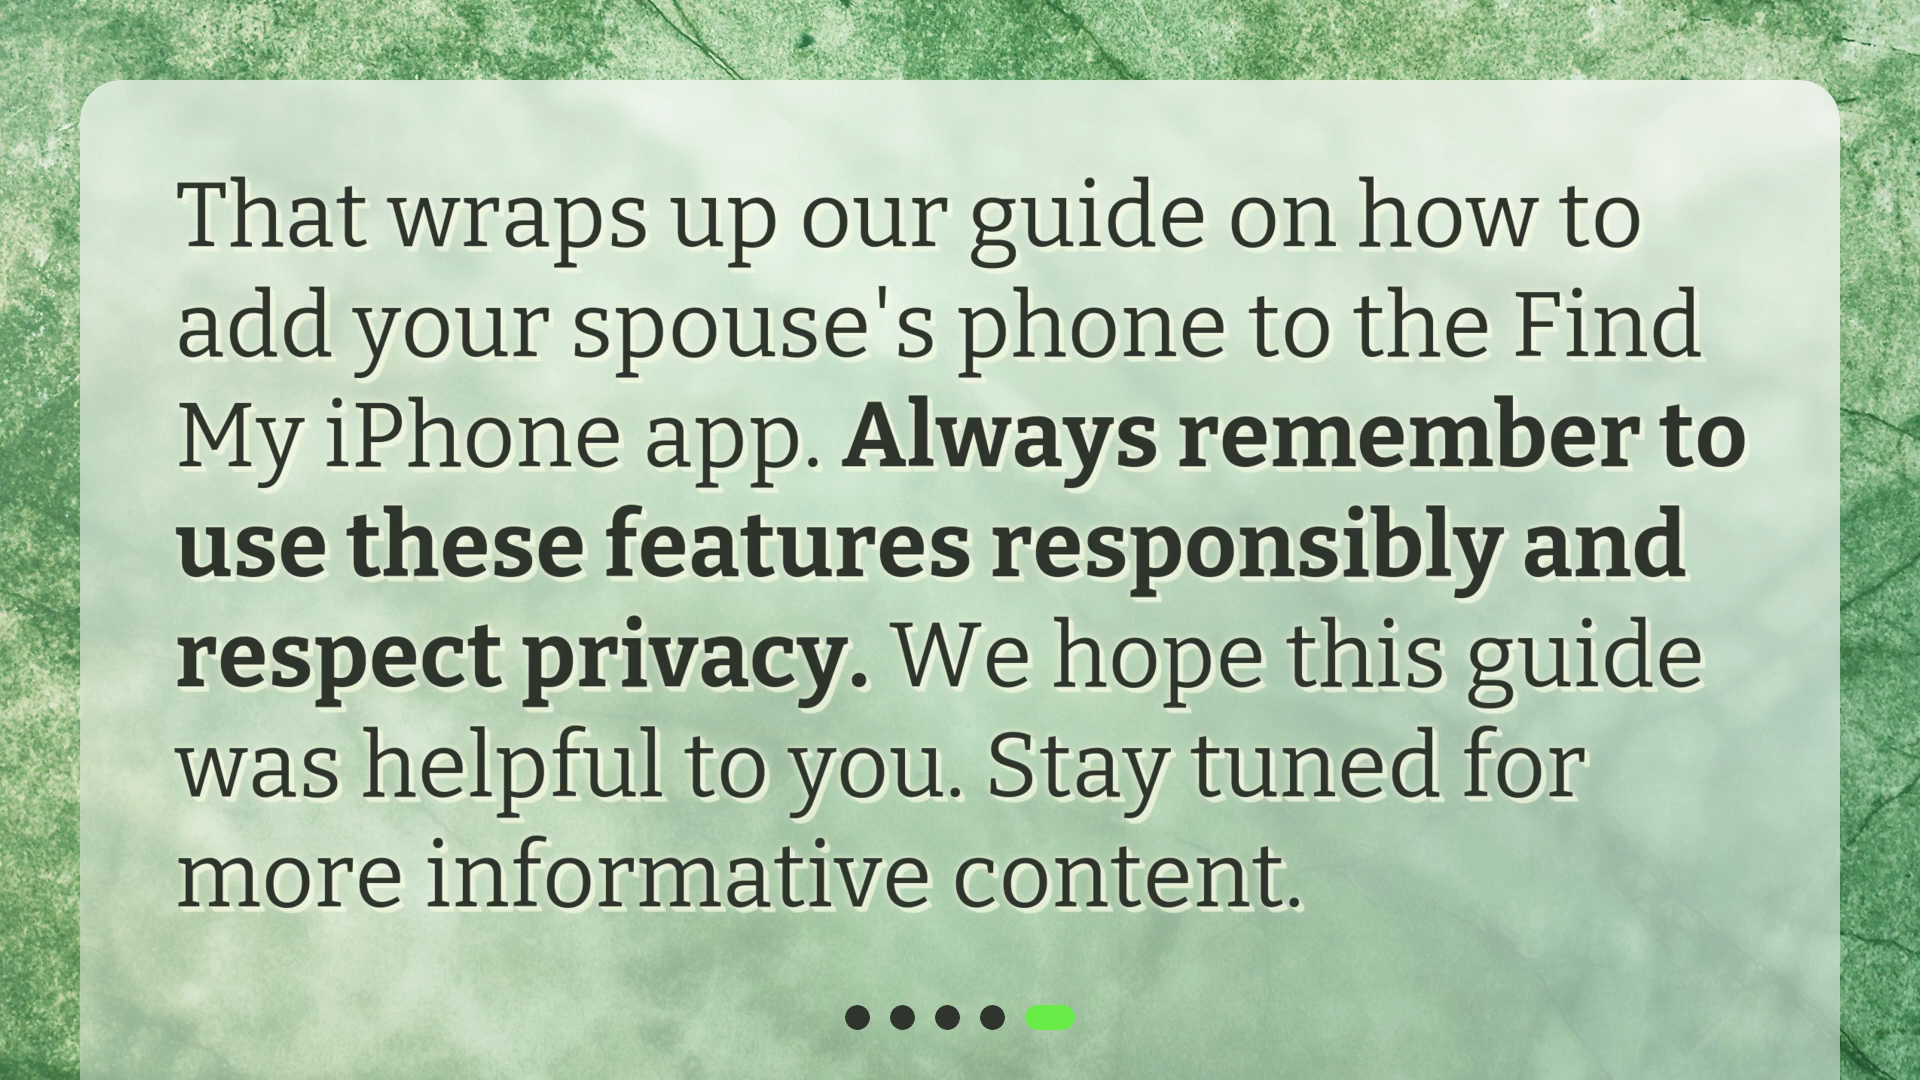 That wraps up our guide on how to
add your spouse's phone to the Find
My iPhone app. Always remember to
use these features responsibly and
respect privacy. We hope this guide
was helpful to you. Stay tuned for
more informative content.